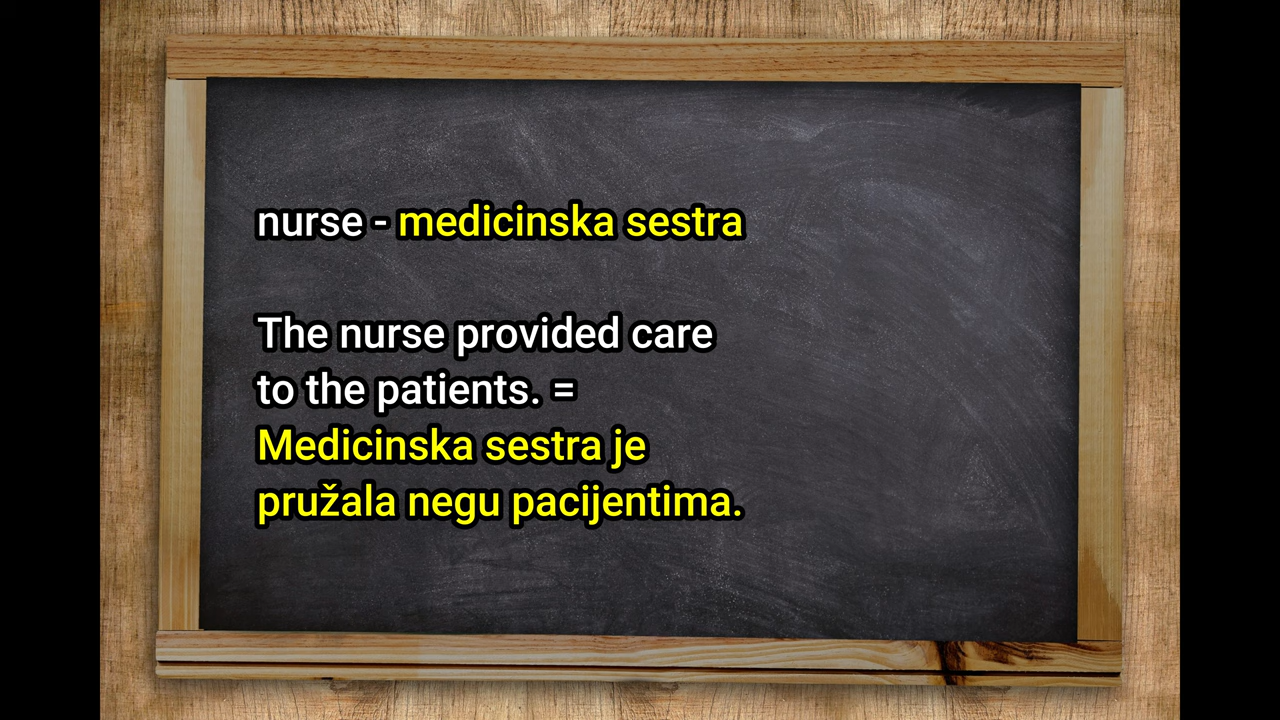 nurse - medicinska sestra
The nurse provided care
to the patients. =
Medicinska sestra je
pružala negu pacijentima.